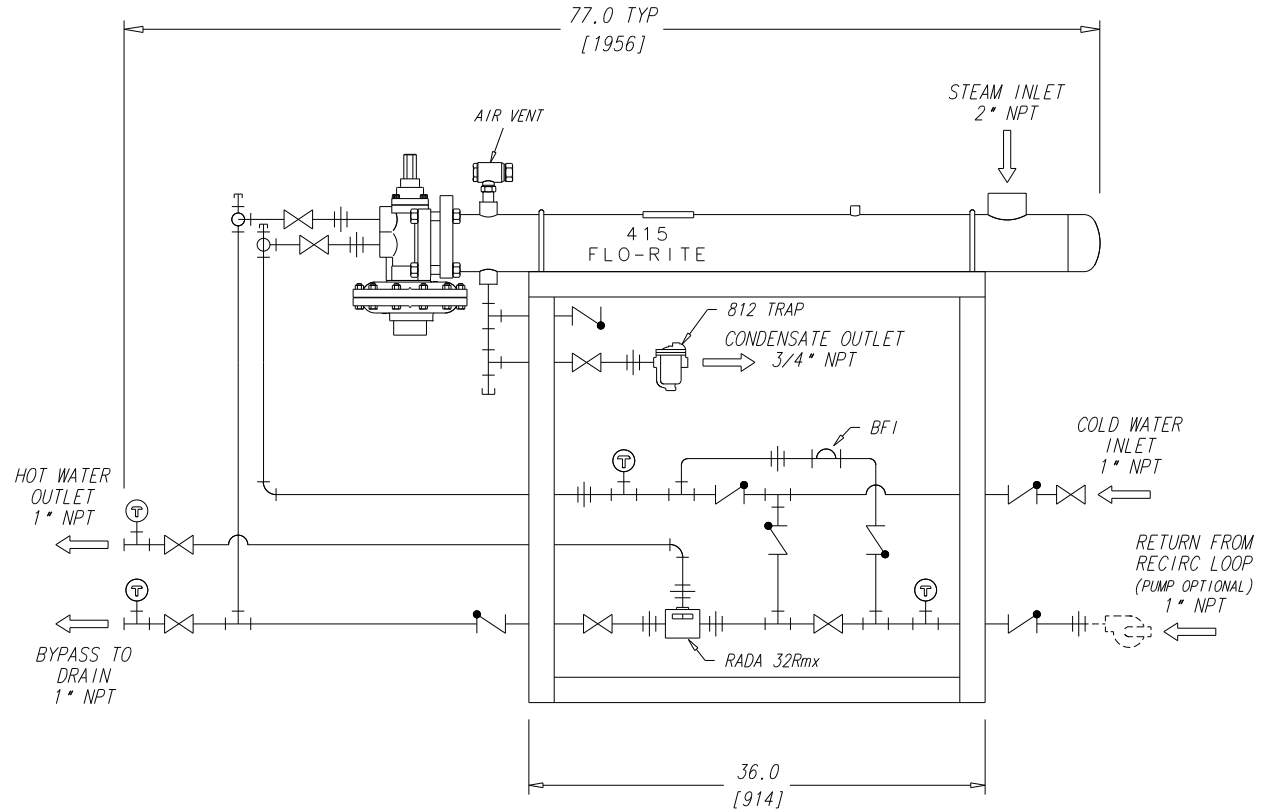 77.0 TYP
[1956]
STEAM INLET
2" NPT
AIR VENT
415
FLO-RITE
812 TRAP
CONDENSATE OUTLET
3/4" NPT
BFI
COLD WATER
INLET
1" NPT
HOT WATER
OUTLET
1" NPT
T
T
T
T
RETURN FROM
RECIRC LOOP
(PUMP OPTIONAL)
1" NPT
BYPASS TO
DRAIN
1" NPT
RADA 32Rmx
36.0
[914]